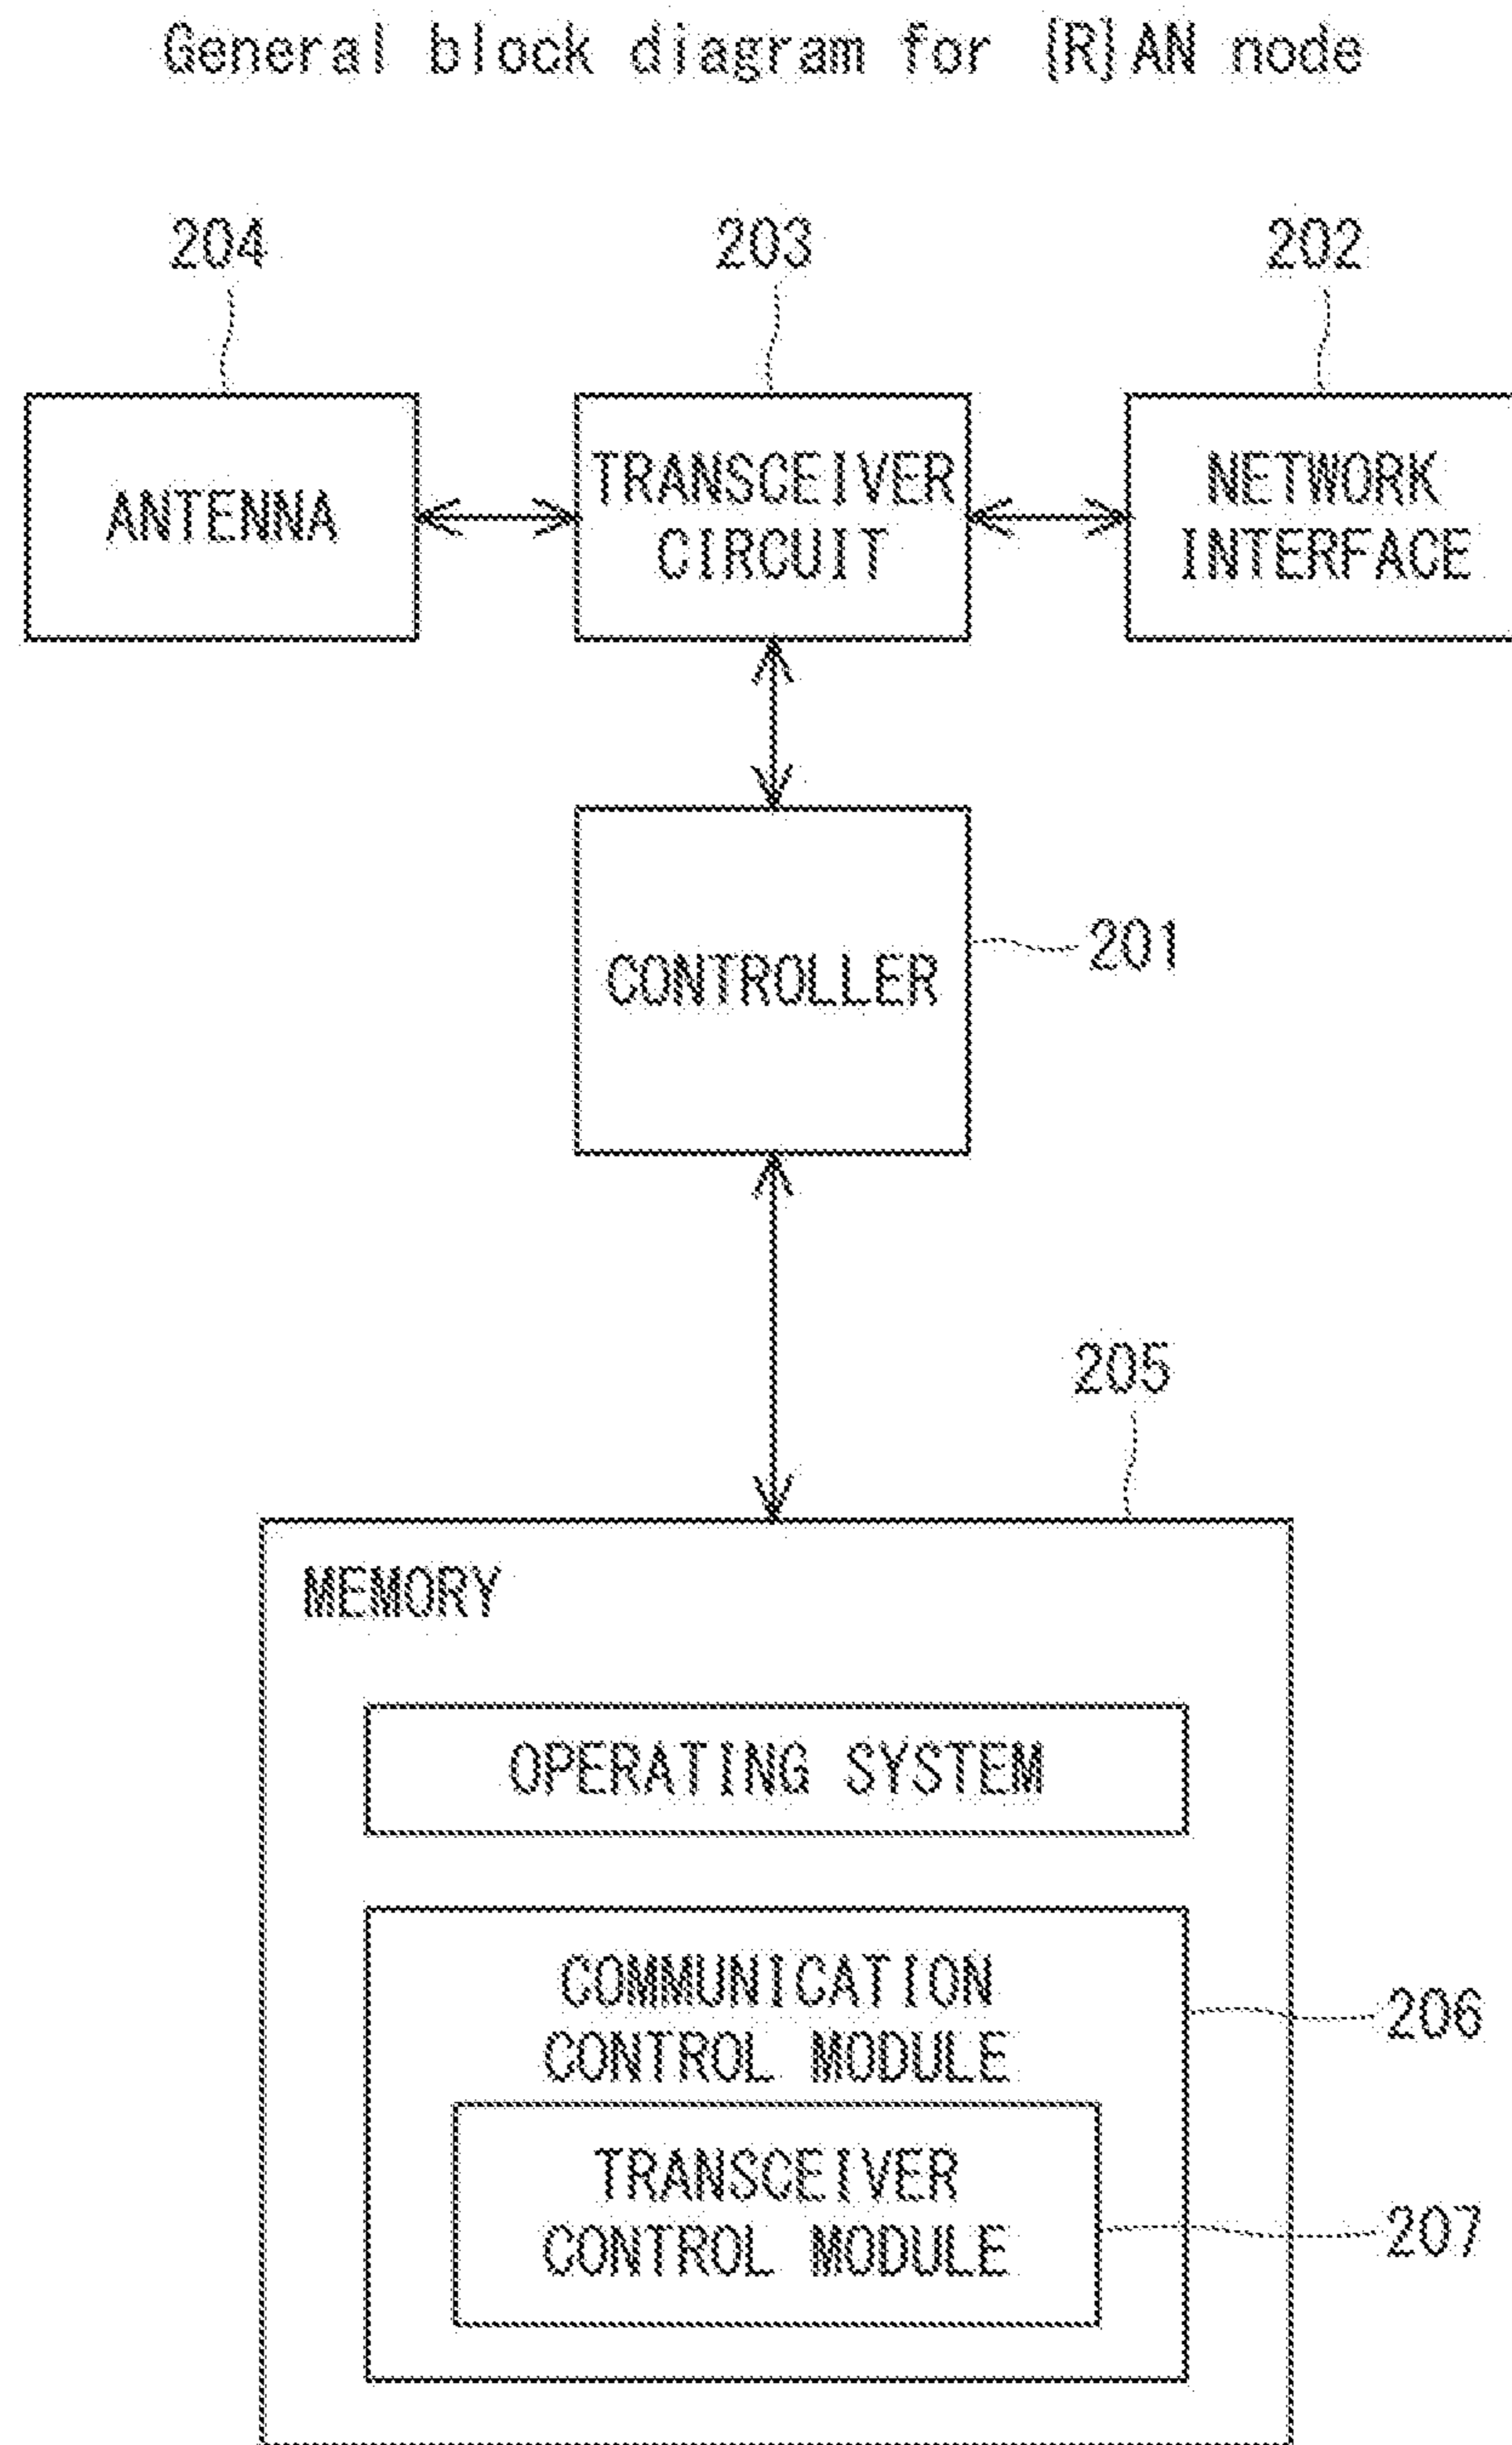 General block diagram for (R)AN node
204
203
202
ANTENNA
TRANSCEIVER
CIRCUIT
NETWORK
INTERFACE
CONTROLLER
201
205
MEMORY
OPERATING SYSTEM
COMMUNICATION
CONTROL MODULE
206
TRANSCEIVER
CONTROL MODULE
207